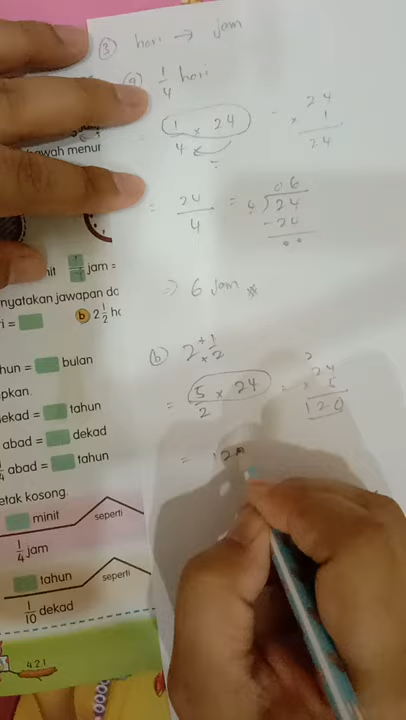 ③ hari → jam
ⓐ 1/4 hari
= 1/4 × 24 = 24 × 1 = 24
÷
= 24/4 = 4)24 06 -24 00
⇒ 6 jam
ⓑ 2 + 1/2 ×
= 5/2 × 24 = 24 × 5 = 120
2
= 120
awah menun
nit 1/4 jam =
nyatakan jawapan da
i = b 2 1/2 ha
hun = bulan
pkan.
ekad = tahun
abad = dekad
abad = tahun
etak kosong.
minit
seperti
1/4 jam
tahun
seperti
1/10 dekad
421